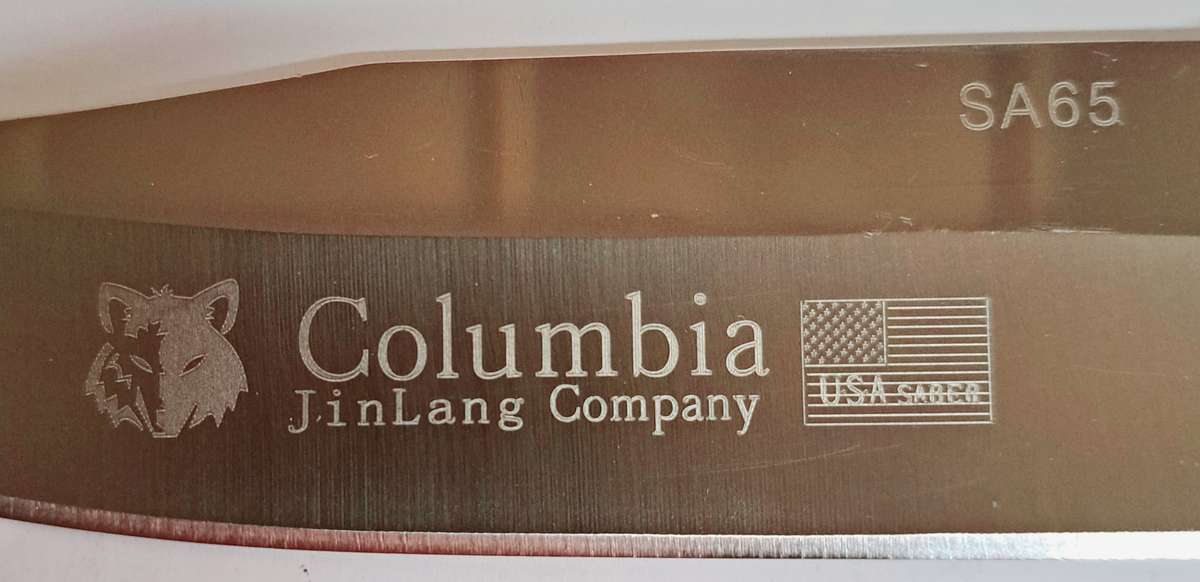 SA65
Columbia
JinLang Company
USA SABER